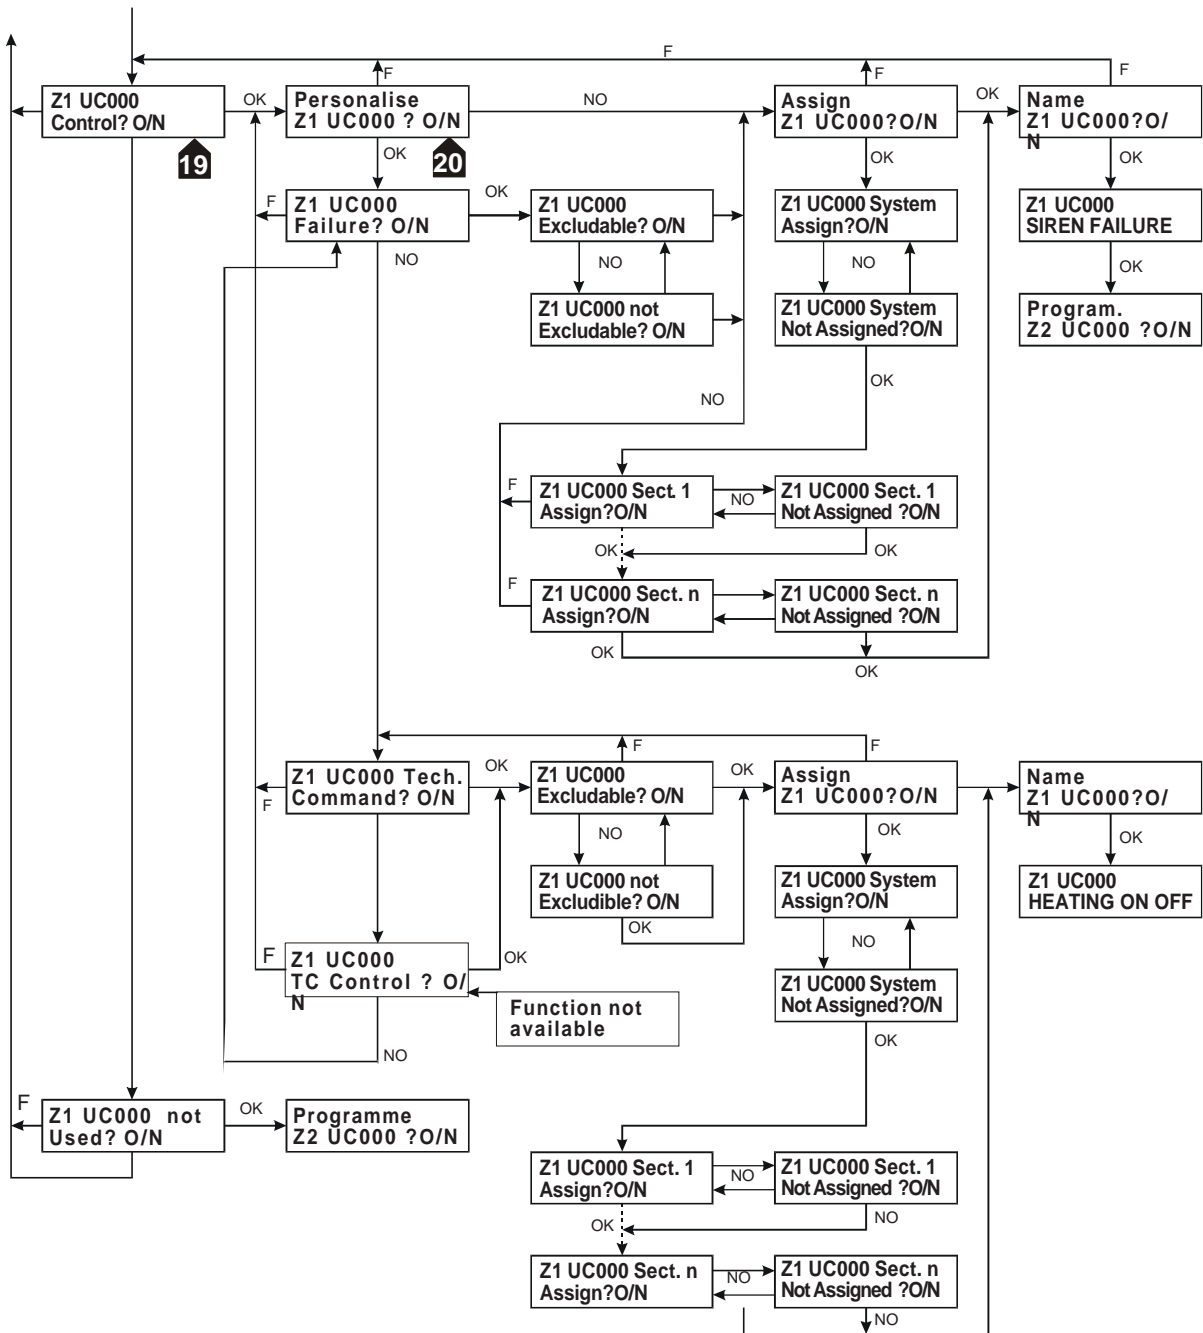 F
F
F
F
Z1 UC000
Control? O/N
19
OK
Personalise
Z1 UC000 ? O/N
20
NO
Assign
Z1 UC000?O/N
OK
Name
Z1 UC000?O/
N
OK
OK
OK
F
Z1 UC000
Failure? O/N
OK
Z1 UC000
Excludable? O/N
Z1 UC000 System
Assign?O/N
Z1 UC000
SIREN FAILURE
NO
NO
NO
OK
Z1 UC000 not
Excludable? O/N
Z1 UC000 System
Not Assigned?O/N
Program.
Z2 UC000 ?O/N
OK
NO
F
Z1 UC000 Sect. 1
Assign?O/N
NO
Z1 UC000 Sect. 1
Not Assigned ?O/N
OK
OK
F
Z1 UC000 Sect. n
Assign?O/N
Z1 UC000 Sect. n
Not Assigned ?O/N
OK
OK
F
F
Z1 UC000 Tech.
Command? O/N
F
OK
Z1 UC000
Excludable? O/N
OK
Assign
Z1 UC000?O/N
Name
Z1 UC000?O/
N
NO
OK
OK
Z1 UC000 not
Excludible? O/N
OK
Z1 UC000 System
Assign?O/N
Z1 UC000
HEATING ON OFF
F
Z1 UC000
TC Control ? O/
N
OK
NO
Z1 UC000 System
Not Assigned?O/N
Function not
available
OK
NO
F
Z1 UC000 not
Used? O/N
OK
Programme
Z2 UC000 ?O/N
Z1 UC000 Sect. 1
Assign?O/N
NO
Z1 UC000 Sect. 1
Not Assigned ?O/N
OK
NO
Z1 UC000 Sect. n
Assign?O/N
NO
Z1 UC000 Sect. n
Not Assigned ?O/N
NO